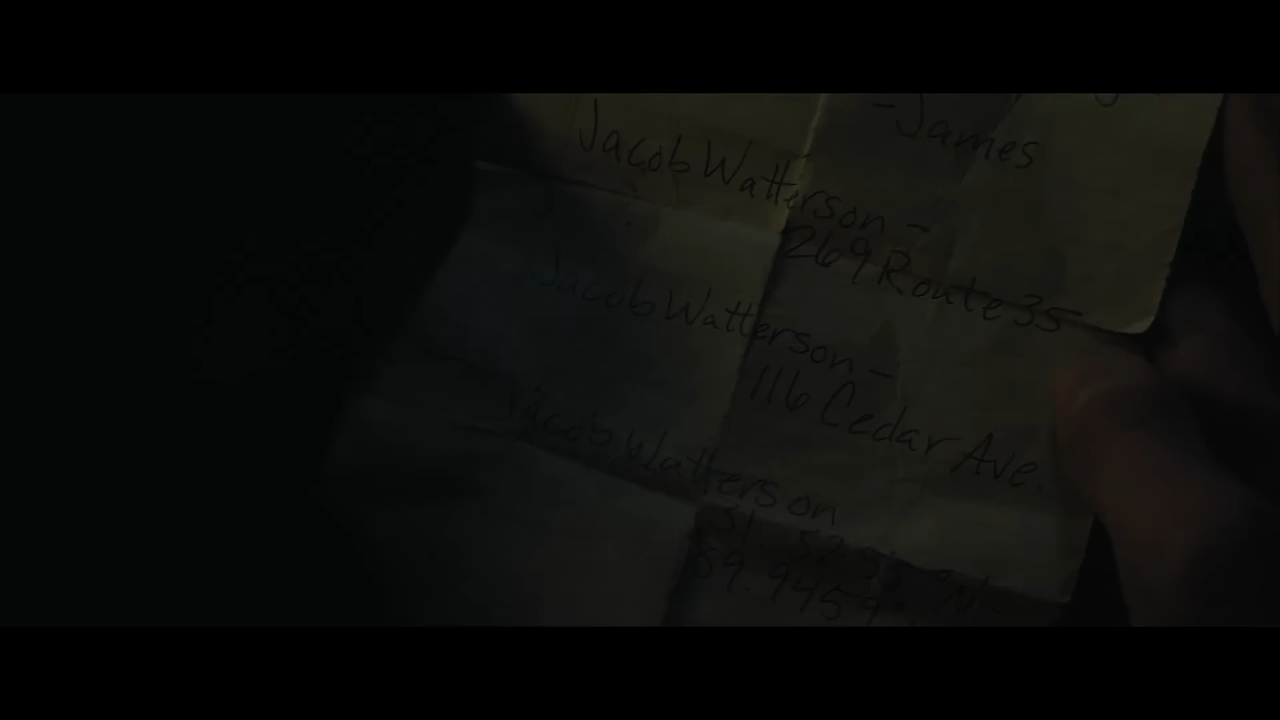 -James
Jacob Watterson -
269 Route 35
Jacob Watterson -
116 Cedar Ave.
Jacob Watterson